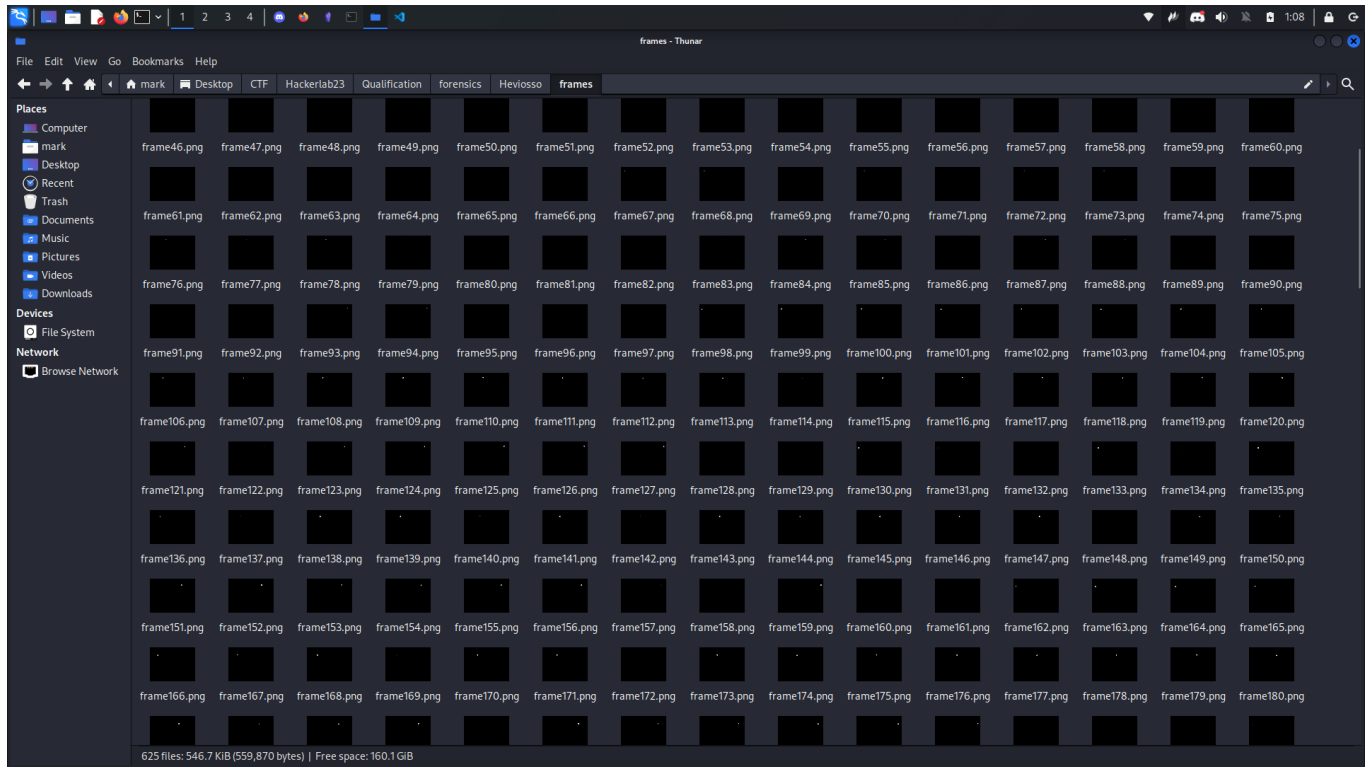 1 2 3 4 1:08
frames - Thunar
File Edit View Go Bookmarks Help
mark Desktop CTF Hackerlab23 Qualification forensics Heviosso frames
Places
Computer
mark
Desktop
Recent
Trash
Documents
Music
Pictures
Videos
Downloads
Devices
File System
Network
Browse Network
frame46.png frame47.png frame48.png frame49.png frame50.png frame51.png frame52.png frame53.png frame54.png frame55.png frame56.png frame57.png frame58.png frame59.png frame60.png
frame61.png frame62.png frame63.png frame64.png frame65.png frame66.png frame67.png frame68.png frame69.png frame70.png frame71.png frame72.png frame73.png frame74.png frame75.png
frame76.png frame77.png frame78.png frame79.png frame80.png frame81.png frame82.png frame83.png frame84.png frame85.png frame86.png frame87.png frame88.png frame89.png frame90.png
frame91.png frame92.png frame93.png frame94.png frame95.png frame96.png frame97.png frame98.png frame99.png frame100.png frame101.png frame102.png frame103.png frame104.png frame105.png
frame106.png frame107.png frame108.png frame109.png frame110.png frame111.png frame112.png frame113.png frame114.png frame115.png frame116.png frame117.png frame118.png frame119.png frame120.png
frame121.png frame122.png frame123.png frame124.png frame125.png frame126.png frame127.png frame128.png frame129.png frame130.png frame131.png frame132.png frame133.png frame134.png frame135.png
frame136.png frame137.png frame138.png frame139.png frame140.png frame141.png frame142.png frame143.png frame144.png frame145.png frame146.png frame147.png frame148.png frame149.png frame150.png
frame151.png frame152.png frame153.png frame154.png frame155.png frame156.png frame157.png frame158.png frame159.png frame160.png frame161.png frame162.png frame163.png frame164.png frame165.png
frame166.png frame167.png frame168.png frame169.png frame170.png frame171.png frame172.png frame173.png frame174.png frame175.png frame176.png frame177.png frame178.png frame179.png frame180.png
625 files: 546.7 KiB (559,870 bytes) | Free space: 160.1 GiB